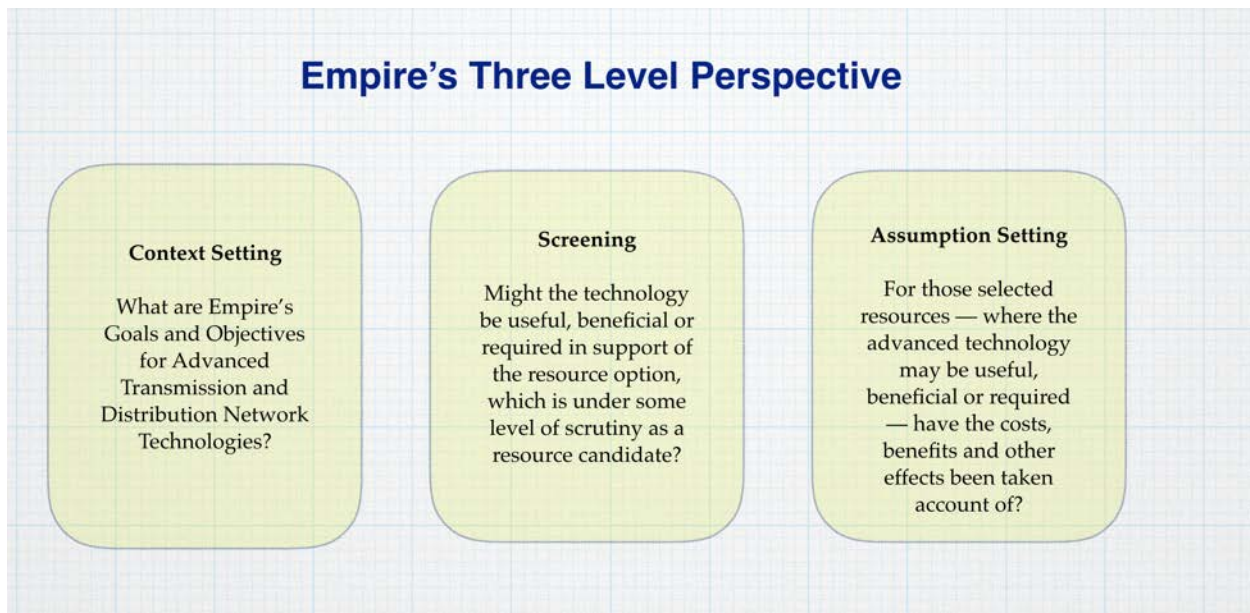 Empire’s Three Level Perspective
Context Setting
What are Empire’s
Goals and Objectives
for Advanced
Transmission and
Distribution Network
Technologies?
Screening
Might the technology
be useful, beneficial or
required in support of
the resource option,
which is under some
level of scrutiny as a
resource candidate?
Assumption Setting
For those selected
resources — where the
advanced technology
may be useful,
beneficial or required
— have the costs,
benefits and other
effects been taken
account of?